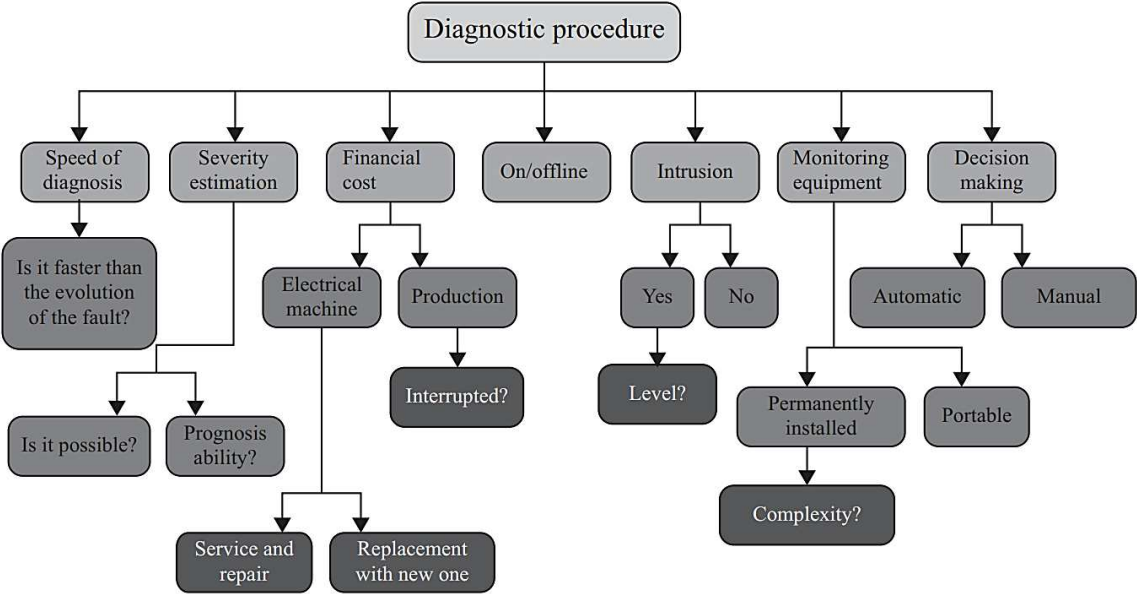 Diagnostic procedure
Speed of
diagnosis
Severity
estimation
Financial
cost
On/offline
Intrusion
Monitoring
equipment
Decision
making
Is it faster than
the evolution
of the fault?
Electrical
machine
Production
Yes
No
Automatic
Manual
Interrupted?
Level?
Permanently
installed
Portable
Is it possible?
Prognosis
ability?
Complexity?
Service and
repair
Replacement
with new one